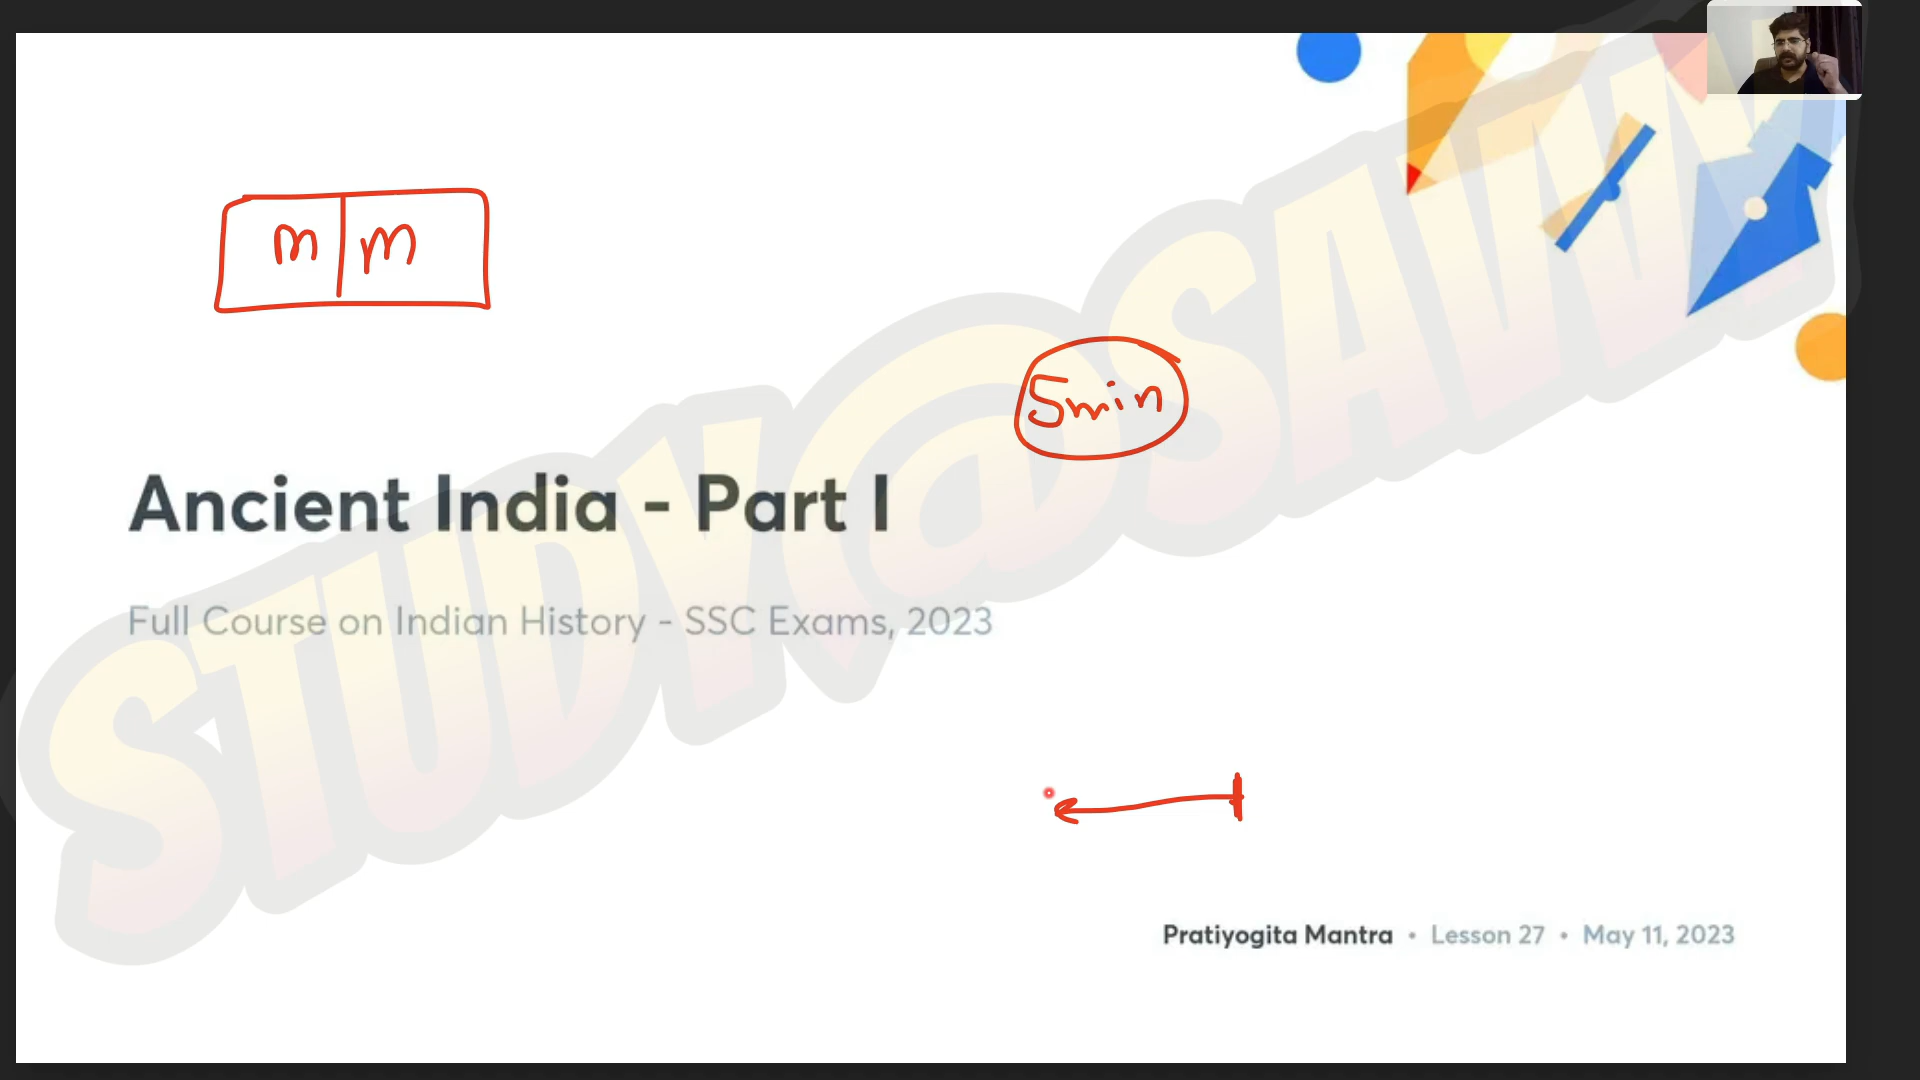 m m
5min
Ancient India - Part I
Full Course on Indian History - SSC Exams, 2023
STUDY@SAVVY
Pratiyogita Mantra • Lesson 27 • May 11, 2023